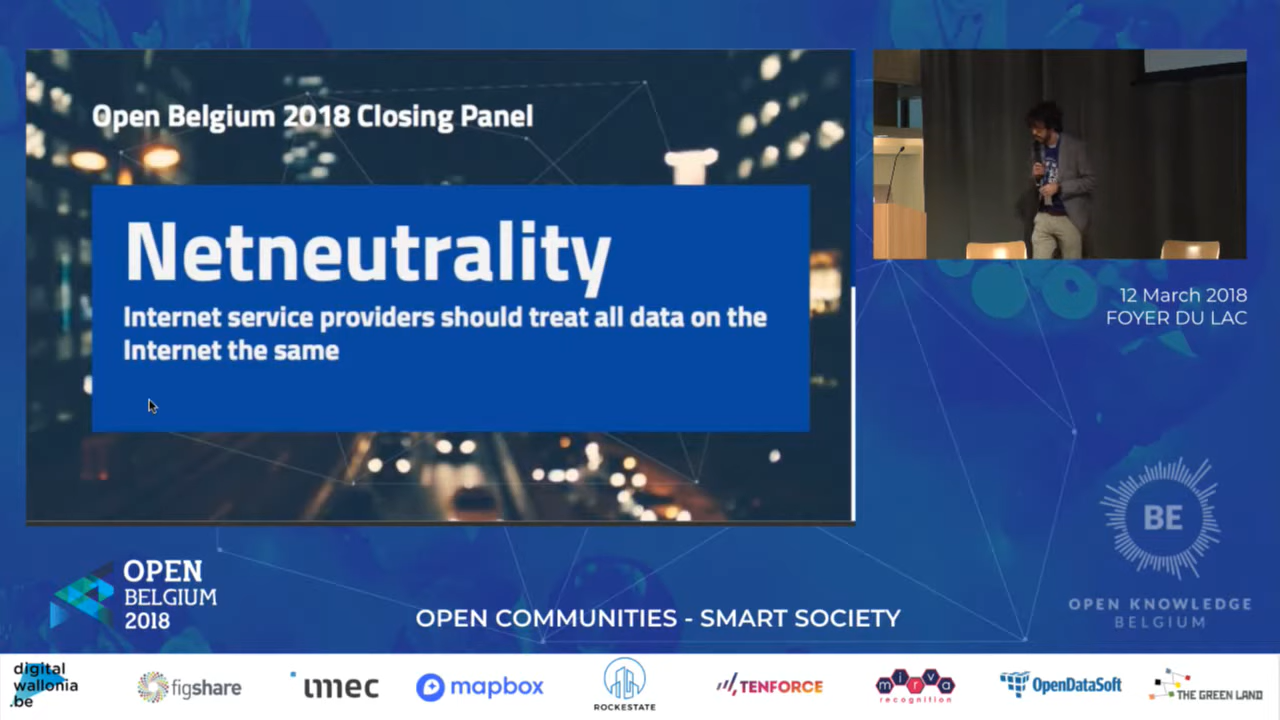 Open Belgium 2018 Closing Panel
Netneutrality
Internet service providers should treat all data on the
Internet the same
12 March 2018
FOYER DU LAC
BE
OPEN KNOWLEDGE
BELGIUM
OPEN
BELGIUM
2018
OPEN COMMUNITIES - SMART SOCIETY
digital
wallonia
.be
figshare
imec
mapbox
ROCKESTATE
TENFORCE
mirva
recognition
OpenDataSoft
THE GREEN LAND